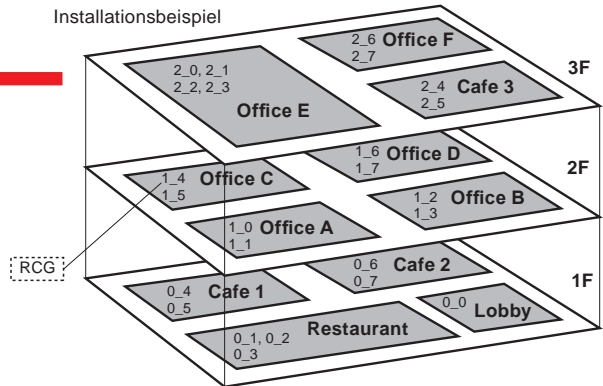 Installationsbeispiel
2_6 Office F
2_7
2_0, 2_1
2_2, 2_3
Office E
2_4 Cafe 3
2_5
3F
1_6 Office D
1_7
1_4 Office C
1_5
1_2 Office B
1_3
2F
1_0 Office A
1_1
RCG
0_6 Cafe 2
0_7
0_4 Cafe 1
0_5
0_0 Lobby
1F
0_1, 0_2 Restaurant
0_3